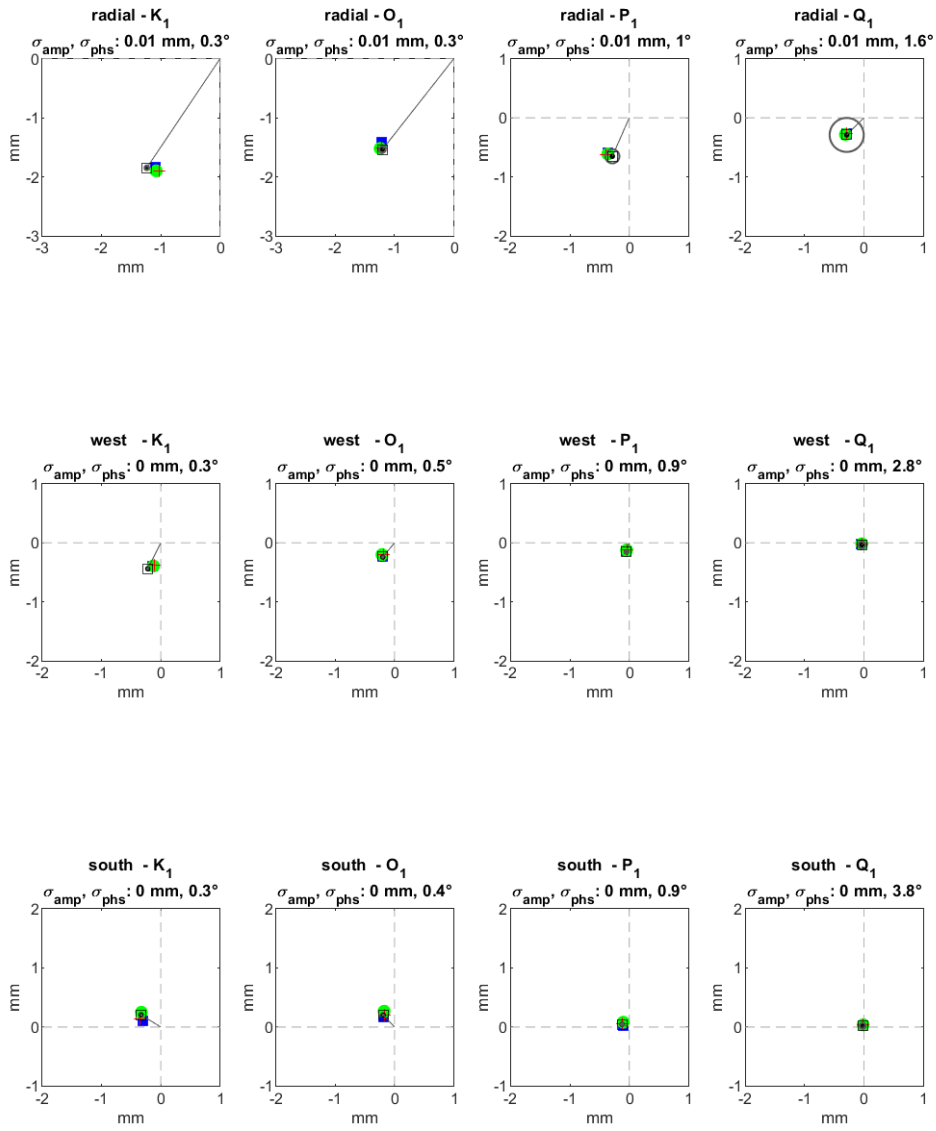 radial - K1
σamp, σphs: 0.01 mm, 0.3°
0
-1
-2
-3
mm
-3 -2 -1 0
mm
radial - O1
σamp, σphs: 0.01 mm, 0.3°
0
-1
-2
-3
mm
-3 -2 -1 0
mm
radial - P1
σamp, σphs: 0.01 mm, 1°
1
0
-1
-2
mm
-2 -1 0 1
mm
radial - Q1
σamp, σphs: 0.01 mm, 1.6°
1
0
-1
-2
mm
-2 -1 0 1
mm
west - K1
σamp, σphs: 0 mm, 0.3°
1
0
-1
-2
mm
-2 -1 0 1
mm
west - O1
σamp, σphs: 0 mm, 0.5°
1
0
-1
-2
mm
-2 -1 0 1
mm
west - P1
σamp, σphs: 0 mm, 0.9°
1
0
-1
-2
mm
-2 -1 0 1
mm
west - Q1
σamp, σphs: 0 mm, 2.8°
1
0
-1
-2
mm
-2 -1 0 1
mm
south - K1
σamp, σphs: 0 mm, 0.3°
2
1
0
-1
mm
-2 -1 0 1
mm
south - O1
σamp, σphs: 0 mm, 0.4°
2
1
0
-1
mm
-2 -1 0 1
mm
south - P1
σamp, σphs: 0 mm, 0.9°
2
1
0
-1
mm
-2 -1 0 1
mm
south - Q1
σamp, σphs: 0 mm, 3.8°
2
1
0
-1
mm
-2 -1 0 1
mm